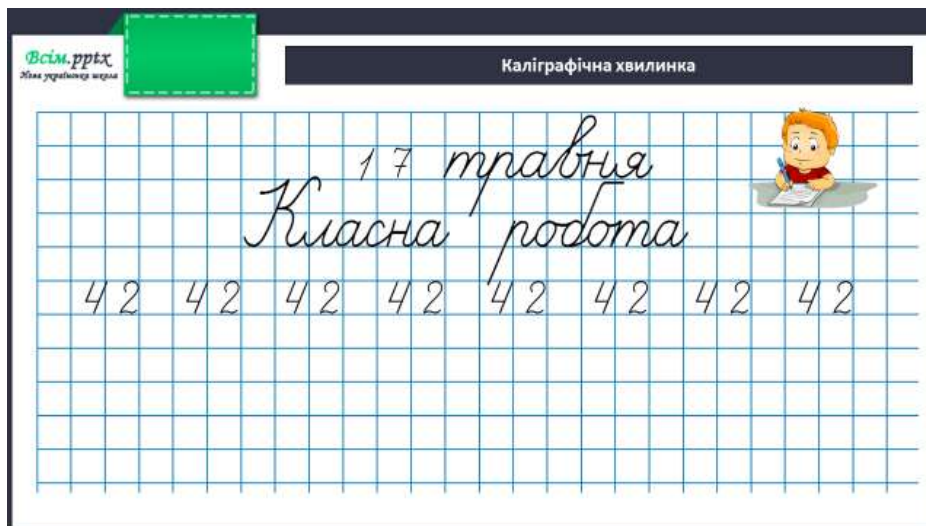 Всім.pptx
Нова українська школа
Каліграфічна хвилинка
17 травня
Класна робота
42 42 42 42 42 42 42 42